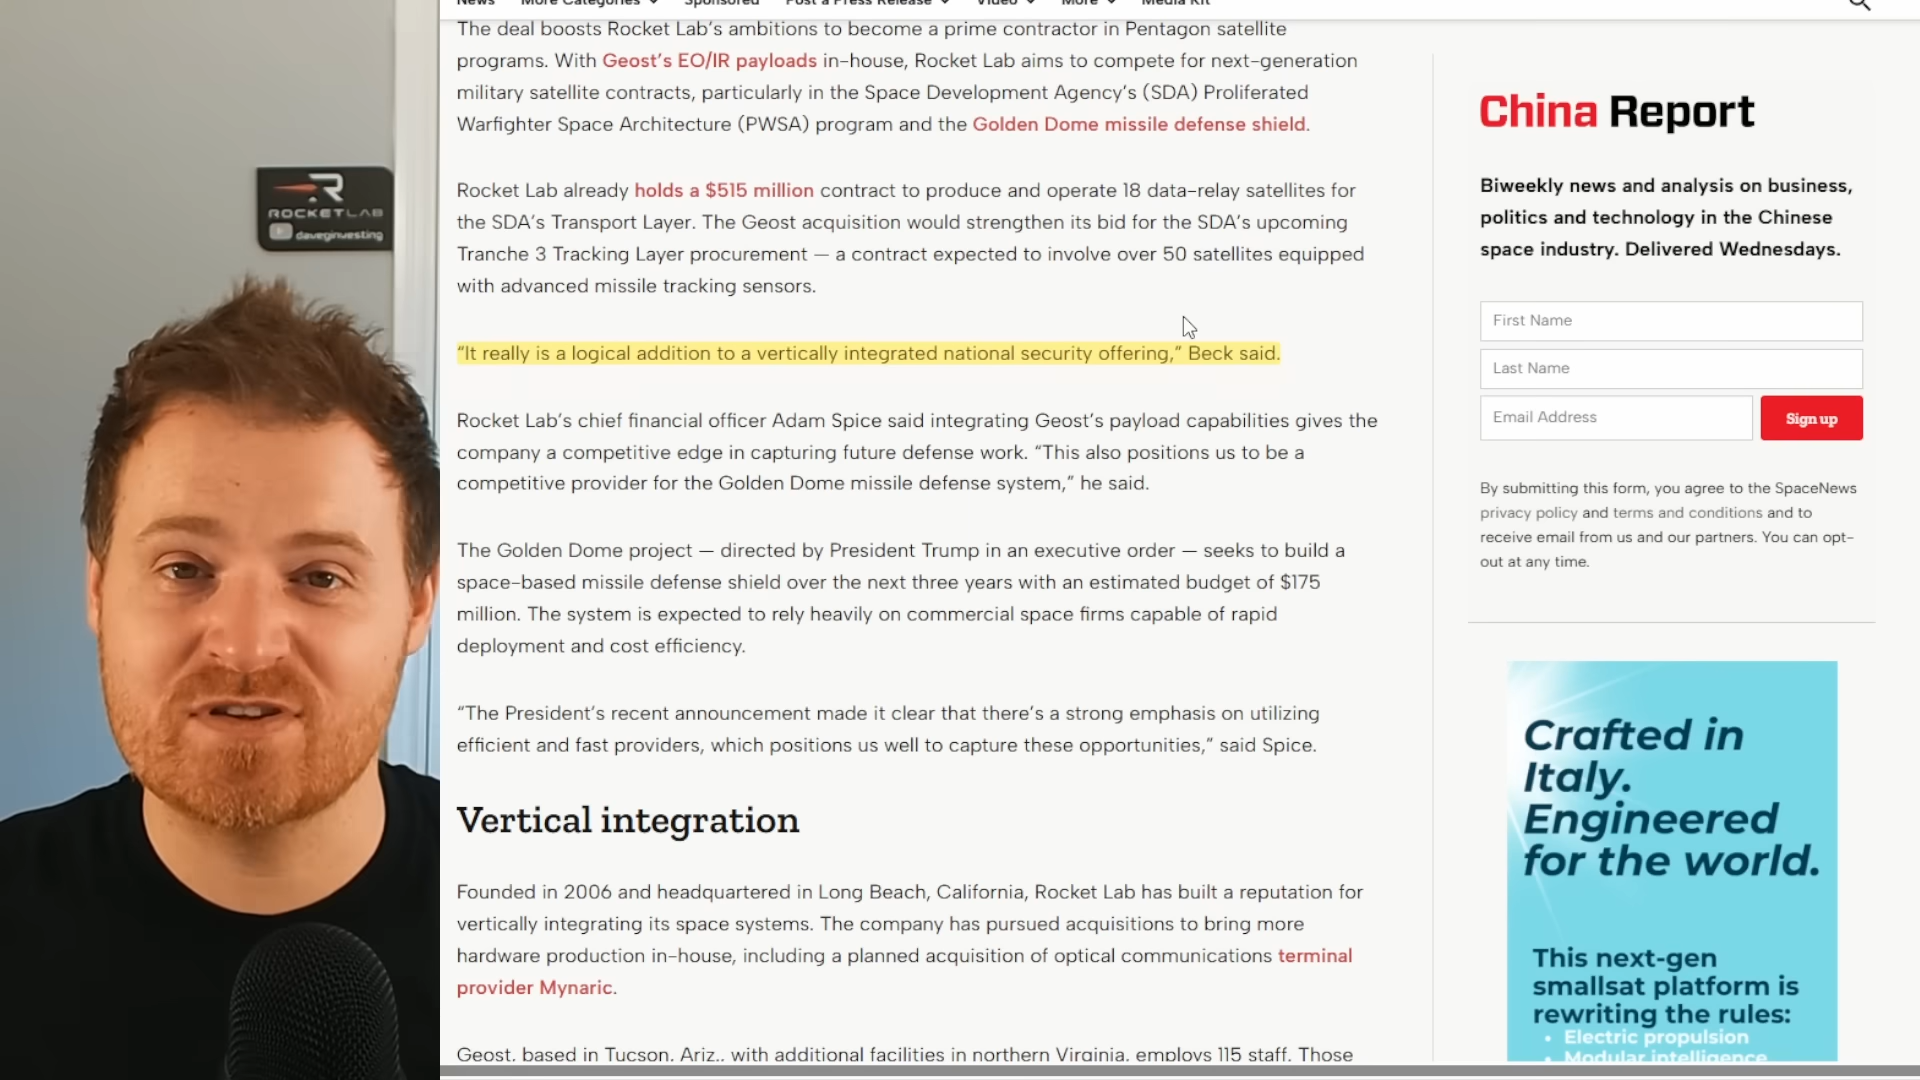 News More Categories Sponsored Post a Press Release Video More Media Kit
The deal boosts Rocket Lab’s ambitions to become a prime contractor in Pentagon satellite
programs. With Geost’s EO/IR payloads in-house, Rocket Lab aims to compete for next-generation
military satellite contracts, particularly in the Space Development Agency’s (SDA) Proliferated
Warfighter Space Architecture (PWSA) program and the Golden Dome missile defense shield.
Rocket Lab already holds a $515 million contract to produce and operate 18 data-relay satellites for
the SDA’s Transport Layer. The Geost acquisition would strengthen its bid for the SDA’s upcoming
Tranche 3 Tracking Layer procurement — a contract expected to involve over 50 satellites equipped
with advanced missile tracking sensors.
“It really is a logical addition to a vertically integrated national security offering,” Beck said.
Rocket Lab’s chief financial officer Adam Spice said integrating Geost’s payload capabilities gives the
company a competitive edge in capturing future defense work. “This also positions us to be a
competitive provider for the Golden Dome missile defense system,” he said.
The Golden Dome project — directed by President Trump in an executive order — seeks to build a
space-based missile defense shield over the next three years with an estimated budget of $175
million. The system is expected to rely heavily on commercial space firms capable of rapid
deployment and cost efficiency.
“The President’s recent announcement made it clear that there’s a strong emphasis on utilizing
efficient and fast providers, which positions us well to capture these opportunities,” said Spice.
Vertical integration
Founded in 2006 and headquartered in Long Beach, California, Rocket Lab has built a reputation for
vertically integrating its space systems. The company has pursued acquisitions to bring more
hardware production in-house, including a planned acquisition of optical communications terminal
provider Mynaric.
Geost, based in Tucson, Ariz., with additional facilities in northern Virginia, employs 115 staff. Those
China Report
Biweekly news and analysis on business,
politics and technology in the Chinese
space industry. Delivered Wednesdays.
First Name
Last Name
Email Address
Sign up
By submitting this form, you agree to the SpaceNews
privacy policy and terms and conditions and to
receive email from us and our partners. You can opt-
out at any time.
Crafted in
Italy.
Engineered
for the world.
This next-gen
smallsat platform is
rewriting the rules:
• Electric propulsion
• Modular intelligence
ROCKETLAB
daveginvesting